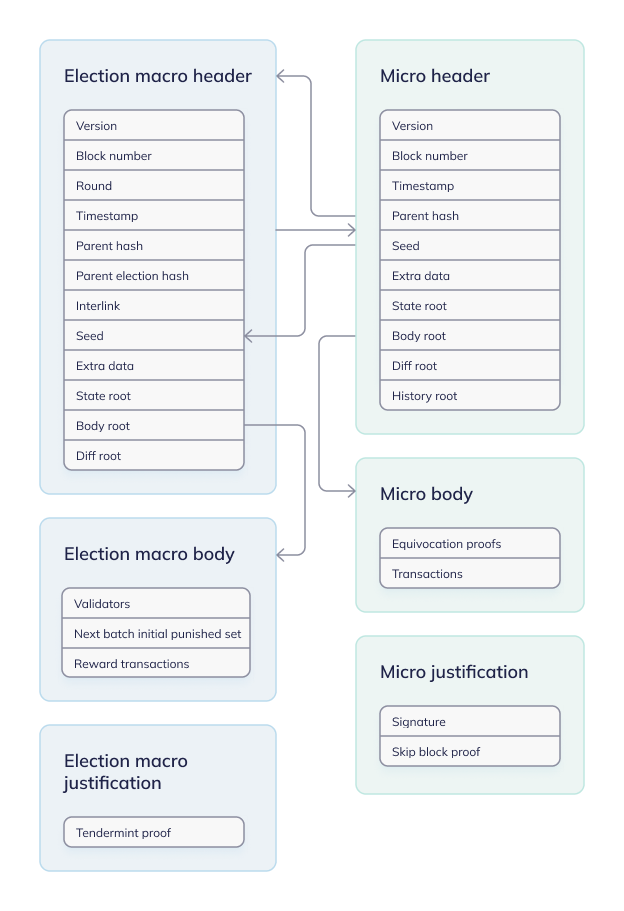 Election macro header
Version
Block number
Round
Timestamp
Parent hash
Parent election hash
Interlink
Seed
Extra data
State root
Body root
Diff root
Election macro body
Validators
Next batch initial punished set
Reward transactions
Election macro
justification
Tendermint proof
Micro header
Version
Block number
Timestamp
Parent hash
Seed
Extra data
State root
Body root
Diff root
History root
Micro body
Equivocation proofs
Transactions
Micro justification
Signature
Skip block proof